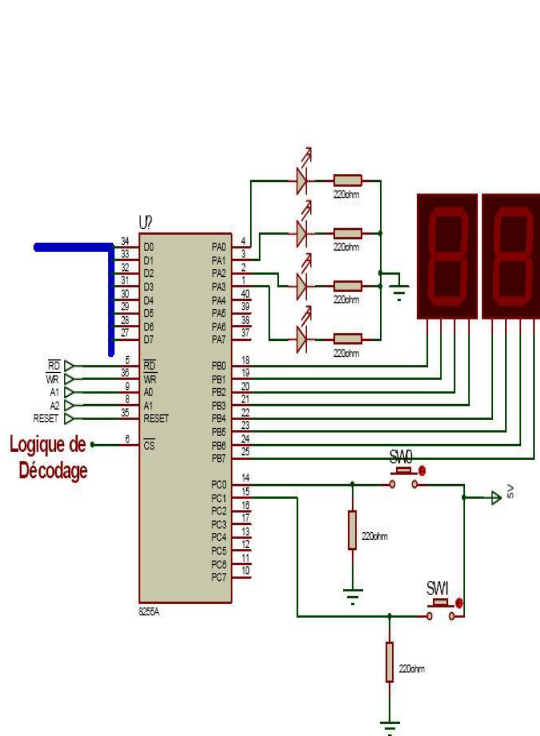 U?
34 D0 PA0 4
33 D1 PA1 3
32 D2 PA2 2
31 D3 PA3 1
30 D4 PA4 40
29 D5 PA5 39
28 D6 PA6 38
27 D7 PA7 37
RD 5 RD PB0 18
WR 36 WR PB1 19
A1 9 A0 PB2 20
A2 8 A1 PB3 21
RESET 35 RESET PB4 22
PB5 23
6 CS PB6 24
PB7 25
Logique de
Décodage
PC0 14
PC1 15
PC2 16
PC3 17
PC4 13
PC5 12
PC6 11
PC7 10
8255A
220ohm
220ohm
220ohm
220ohm
SW0
5V
220ohm
SW1
220ohm